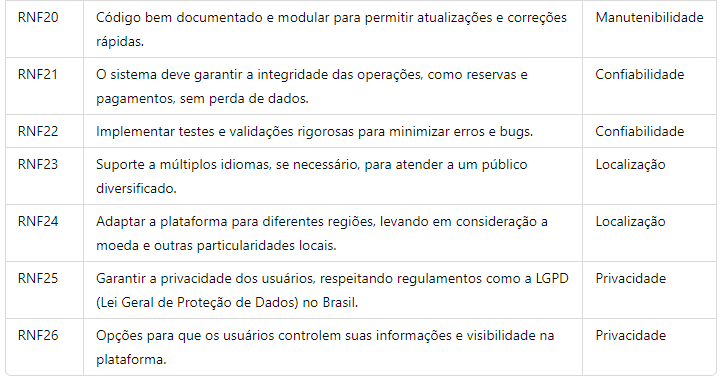 RNF20 Código bem documentado e modular para permitir atualizações e correções Manutenibilidade
rápidas.
RNF21 O sistema deve garantir a integridade das operações, como reservas e Confiabilidade
pagamentos, sem perda de dados.
RNF22 Implementar testes e validações rigorosas para minimizar erros e bugs. Confiabilidade
RNF23 Suporte a múltiplos idiomas, se necessário, para atender a um público Localização
diversificado.
RNF24 Adaptar a plataforma para diferentes regiões, levando em consideração a Localização
moeda e outras particularidades locais.
RNF25 Garantir a privacidade dos usuários, respeitando regulamentos como a LGPD Privacidade
(Lei Geral de Proteção de Dados) no Brasil.
RNF26 Opções para que os usuários controlem suas informações e visibilidade na Privacidade
plataforma.